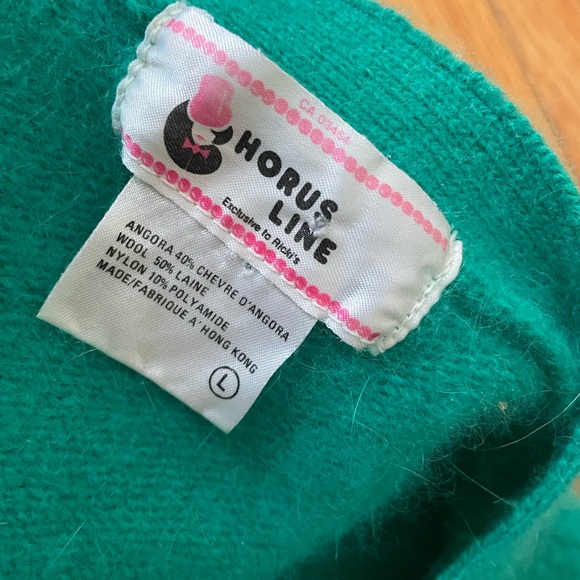 CA 02464
HORUS
LINE
Exclusive to Ricki's
ANGORA 40% CHEVRE D'ANGORA
WOOL 50% LAINE
NYLON 10% POLYAMIDE
MADE/FABRIQUE A' HONG KONG
L